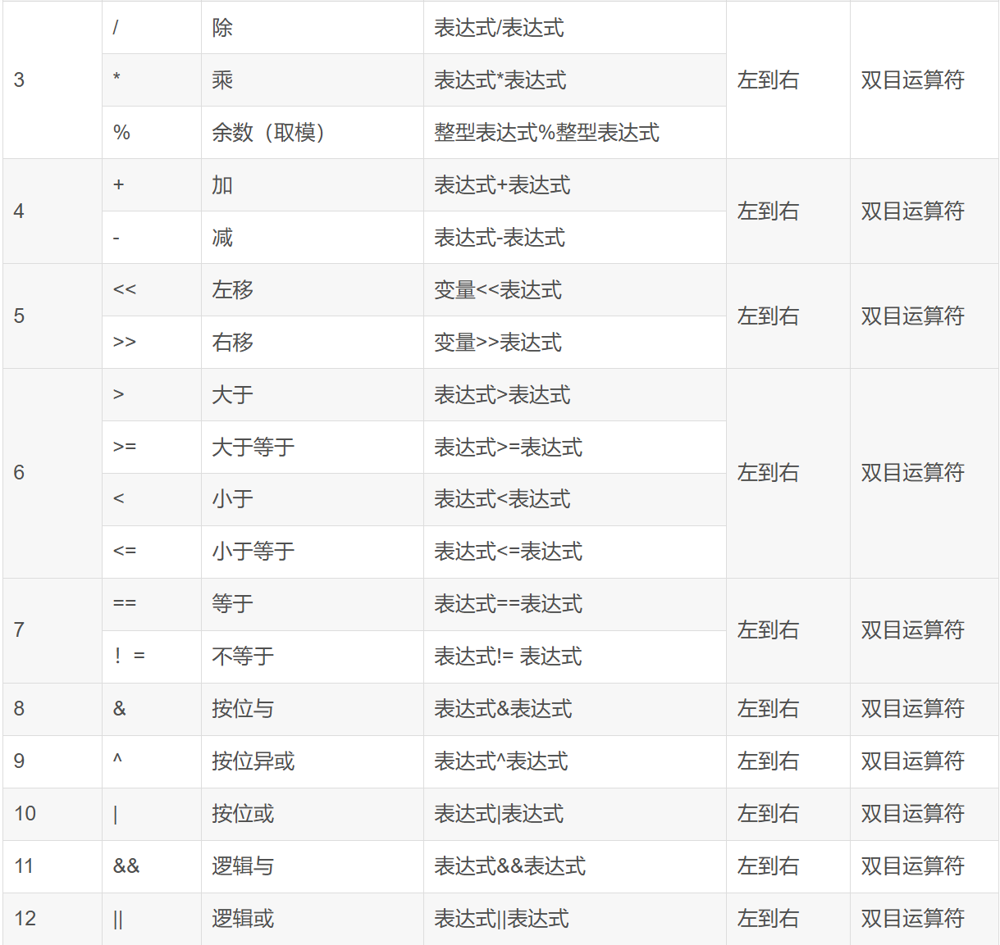 / 除 表达式/表达式
3 * 乘 表达式*表达式 左到右 双目运算符
% 余数（取模） 整型表达式%整型表达式
+ 加 表达式+表达式
4 左到右 双目运算符
- 减 表达式-表达式
<< 左移 变量<<表达式
5 左到右 双目运算符
>> 右移 变量>>表达式
> 大于 表达式>表达式
>= 大于等于 表达式>=表达式
6 左到右 双目运算符
< 小于 表达式<表达式
<= 小于等于 表达式<=表达式
== 等于 表达式==表达式
7 左到右 双目运算符
！= 不等于 表达式!= 表达式
8 & 按位与 表达式&表达式 左到右 双目运算符
9 ^ 按位异或 表达式^表达式 左到右 双目运算符
10 | 按位或 表达式|表达式 左到右 双目运算符
11 && 逻辑与 表达式&&表达式 左到右 双目运算符
12 || 逻辑或 表达式||表达式 左到右 双目运算符